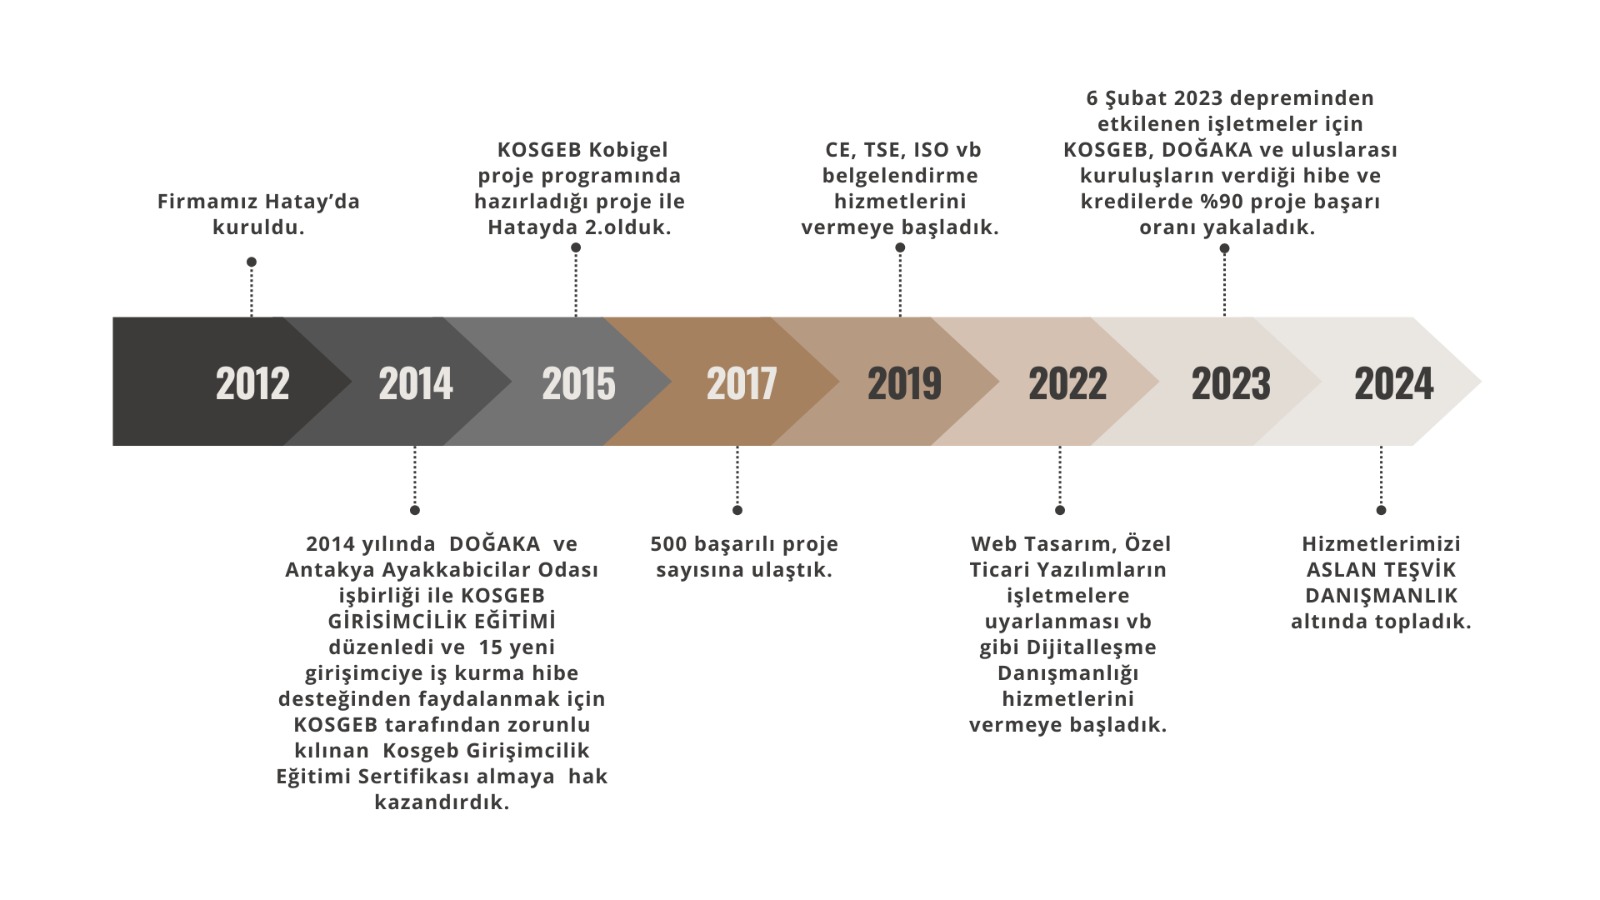 6 Şubat 2023 depreminden
etkilenen işletmeler için
KOSGEB, DOĞAKA ve uluslarası
kuruluşların verdiği hibe ve
kredilerde %90 proje başarı
oranı yakaladık.
KOSGEB Kobigel
proje programında
hazırladığı proje ile
Hatayda 2.olduk.
CE, TSE, ISO vb
belgelendirme
hizmetlerini
vermeye başladık.
Firmamız Hatay’da
kuruldu.
2012
2014
2015
2017
2019
2022
2023
2024
2014 yılında DOĞAKA ve
Antakya Ayakkabicilar Odası
işbirliği ile KOSGEB
GİRİSİMCİLİK EĞİTİMİ
düzenledi ve 15 yeni
girişimciye iş kurma hibe
desteğinden faydalanmak için
KOSGEB tarafından zorunlu
kılınan Kosgeb Girişimcilik
Eğitimi Sertifikası almaya hak
kazandırdık.
500 başarılı proje
sayısına ulaştık.
Web Tasarım, Özel
Ticari Yazılımların
işletmelere
uyarlanması vb
gibi Dijitalleşme
Danışmanlığı
hizmetlerini
vermeye başladık.
Hizmetlerimizi
ASLAN TEŞVİK
DANIŞMANLIK
altında topladık.